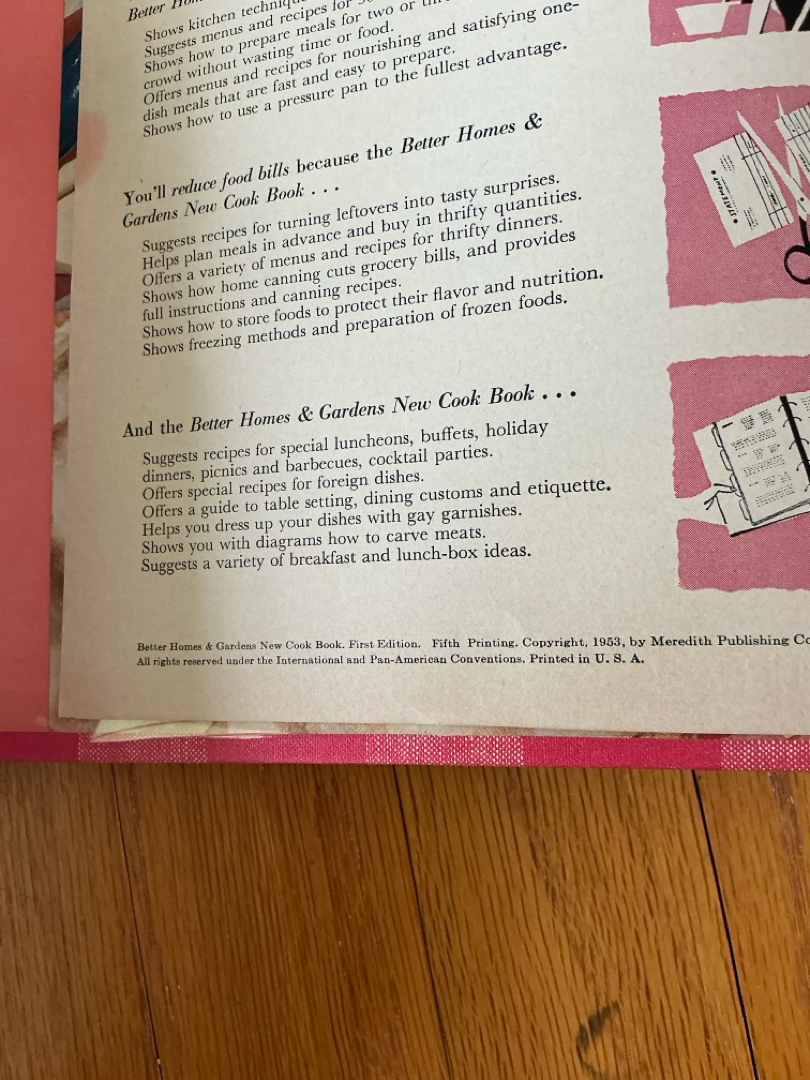 Better Hom
Shows kitchen techniqu
Suggests menus and recipes for
Shows how to prepare meals for two or
crowd without wasting time or food.
Offers menus and recipes for nourishing and satisfying one-
dish meals that are fast and easy to prepare.
Shows how to use a pressure pan to the fullest advantage.
You'll reduce food bills because the Better Homes &
Gardens New Cook Book . . .
Suggests recipes for turning leftovers into tasty surprises.
Helps plan meals in advance and buy in thrifty quantities.
Offers a variety of menus and recipes for thrifty dinners.
Shows how home canning cuts grocery bills, and provides
full instructions and canning recipes.
Shows how to store foods to protect their flavor and nutrition.
Shows freezing methods and preparation of frozen foods.
STATEMENT
And the Better Homes & Gardens New Cook Book . . .
Suggests recipes for special luncheons, buffets, holiday
dinners, picnics and barbecues, cocktail parties.
Offers special recipes for foreign dishes.
Offers a guide to table setting, dining customs and etiquette.
Helps you dress up your dishes with gay garnishes.
Shows you with diagrams how to carve meats.
Suggests a variety of breakfast and lunch-box ideas.
Better Homes & Gardens New Cook Book. First Edition. Fifth Printing. Copyright, 1953, by Meredith Publishing Co
All rights reserved under the International and Pan-American Conventions. Printed in U. S. A.